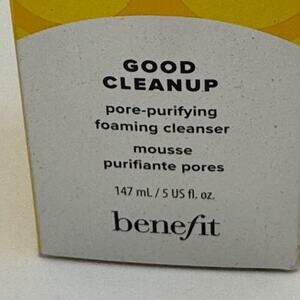 GOOD
CLEANUP
pore-purifying
foaming cleanser
mousse
purifiante pores
147 mL / 5 US fl. oz.
benefit